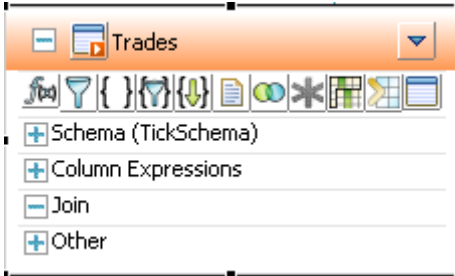 Trades
f(x) { } { }
Schema (TickSchema)
Column Expressions
Join
Other